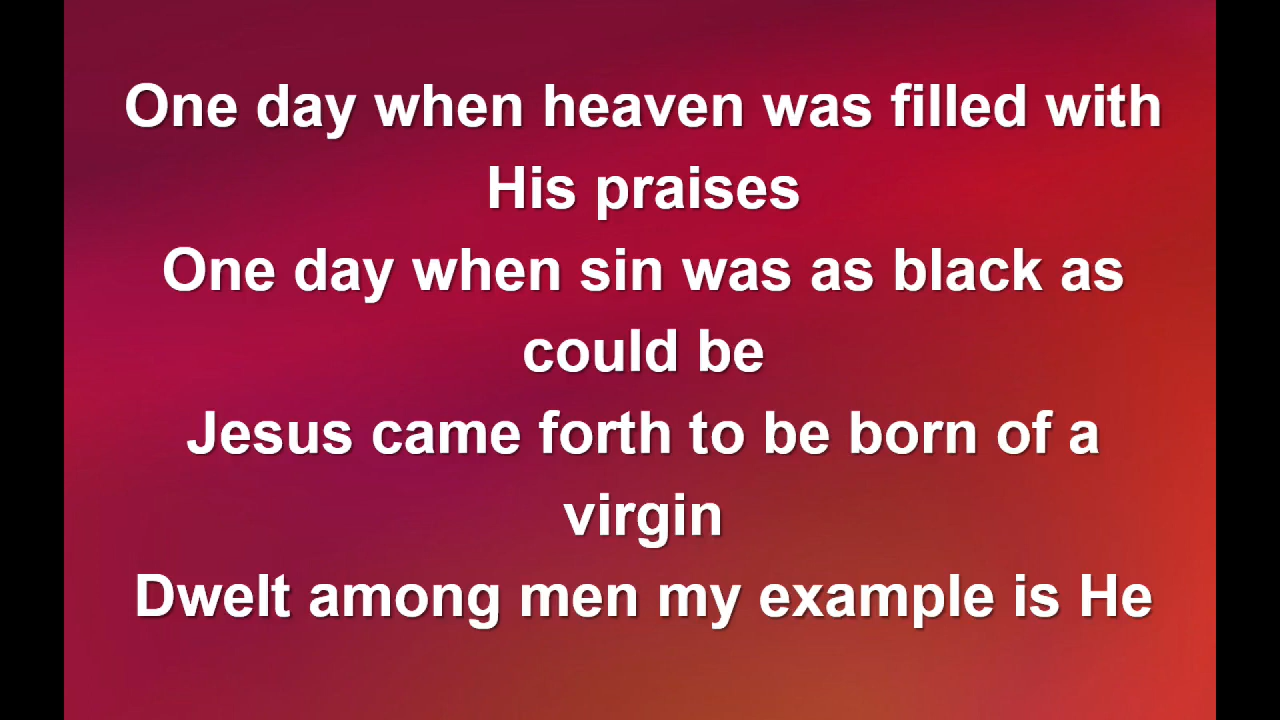 One day when heaven was filled with
His praises
One day when sin was as black as
could be
Jesus came forth to be born of a
virgin
Dwelt among men my example is He